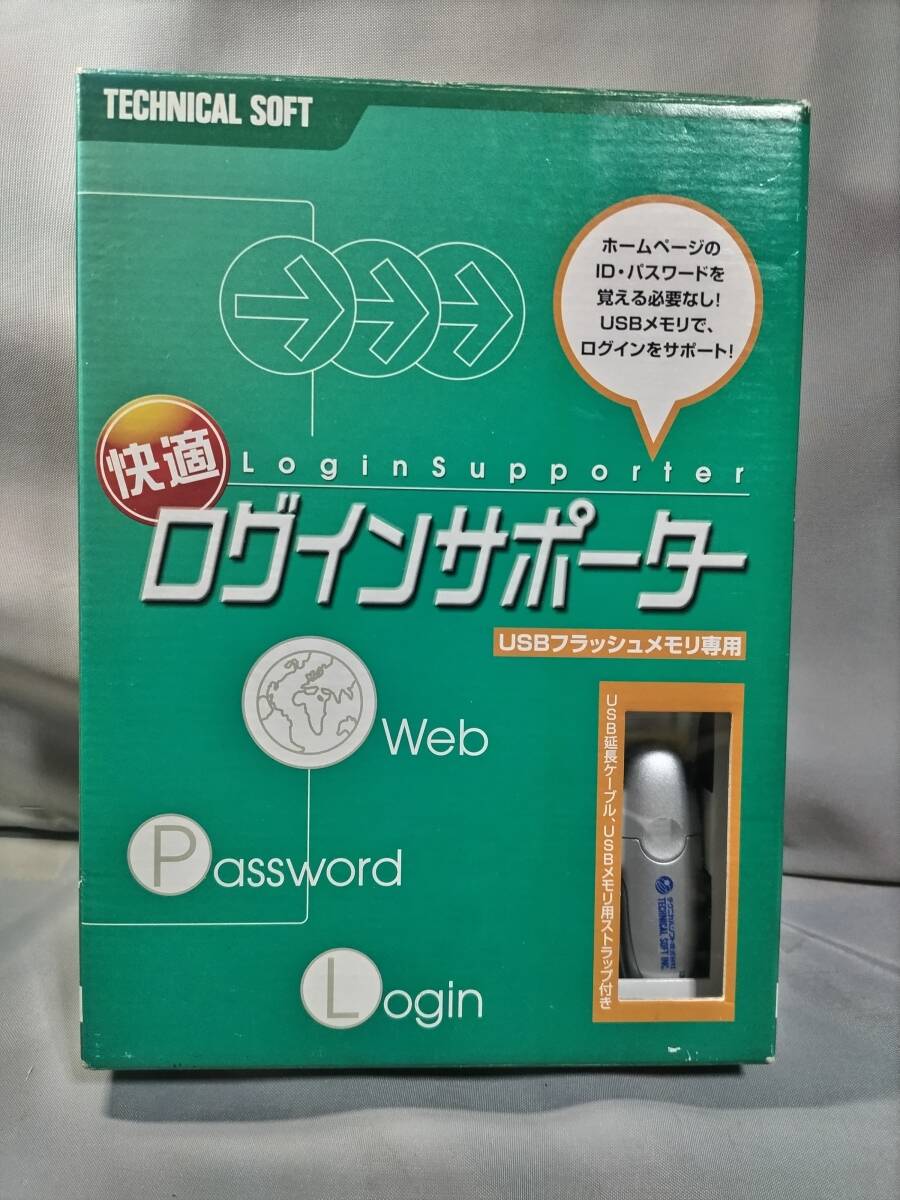 TECHNICAL SOFT
ホームページの
ID・パスワードを
覚える必要なし!
USBメモリで、
ログインをサポート!
快適
LoginSupporter
ログインサポーター
USBフラッシュメモリ専用
Web
Password
Login
USB延長ケーブル、USBメモリ用ストラップ付き
TECHNICAL SOFT INC.